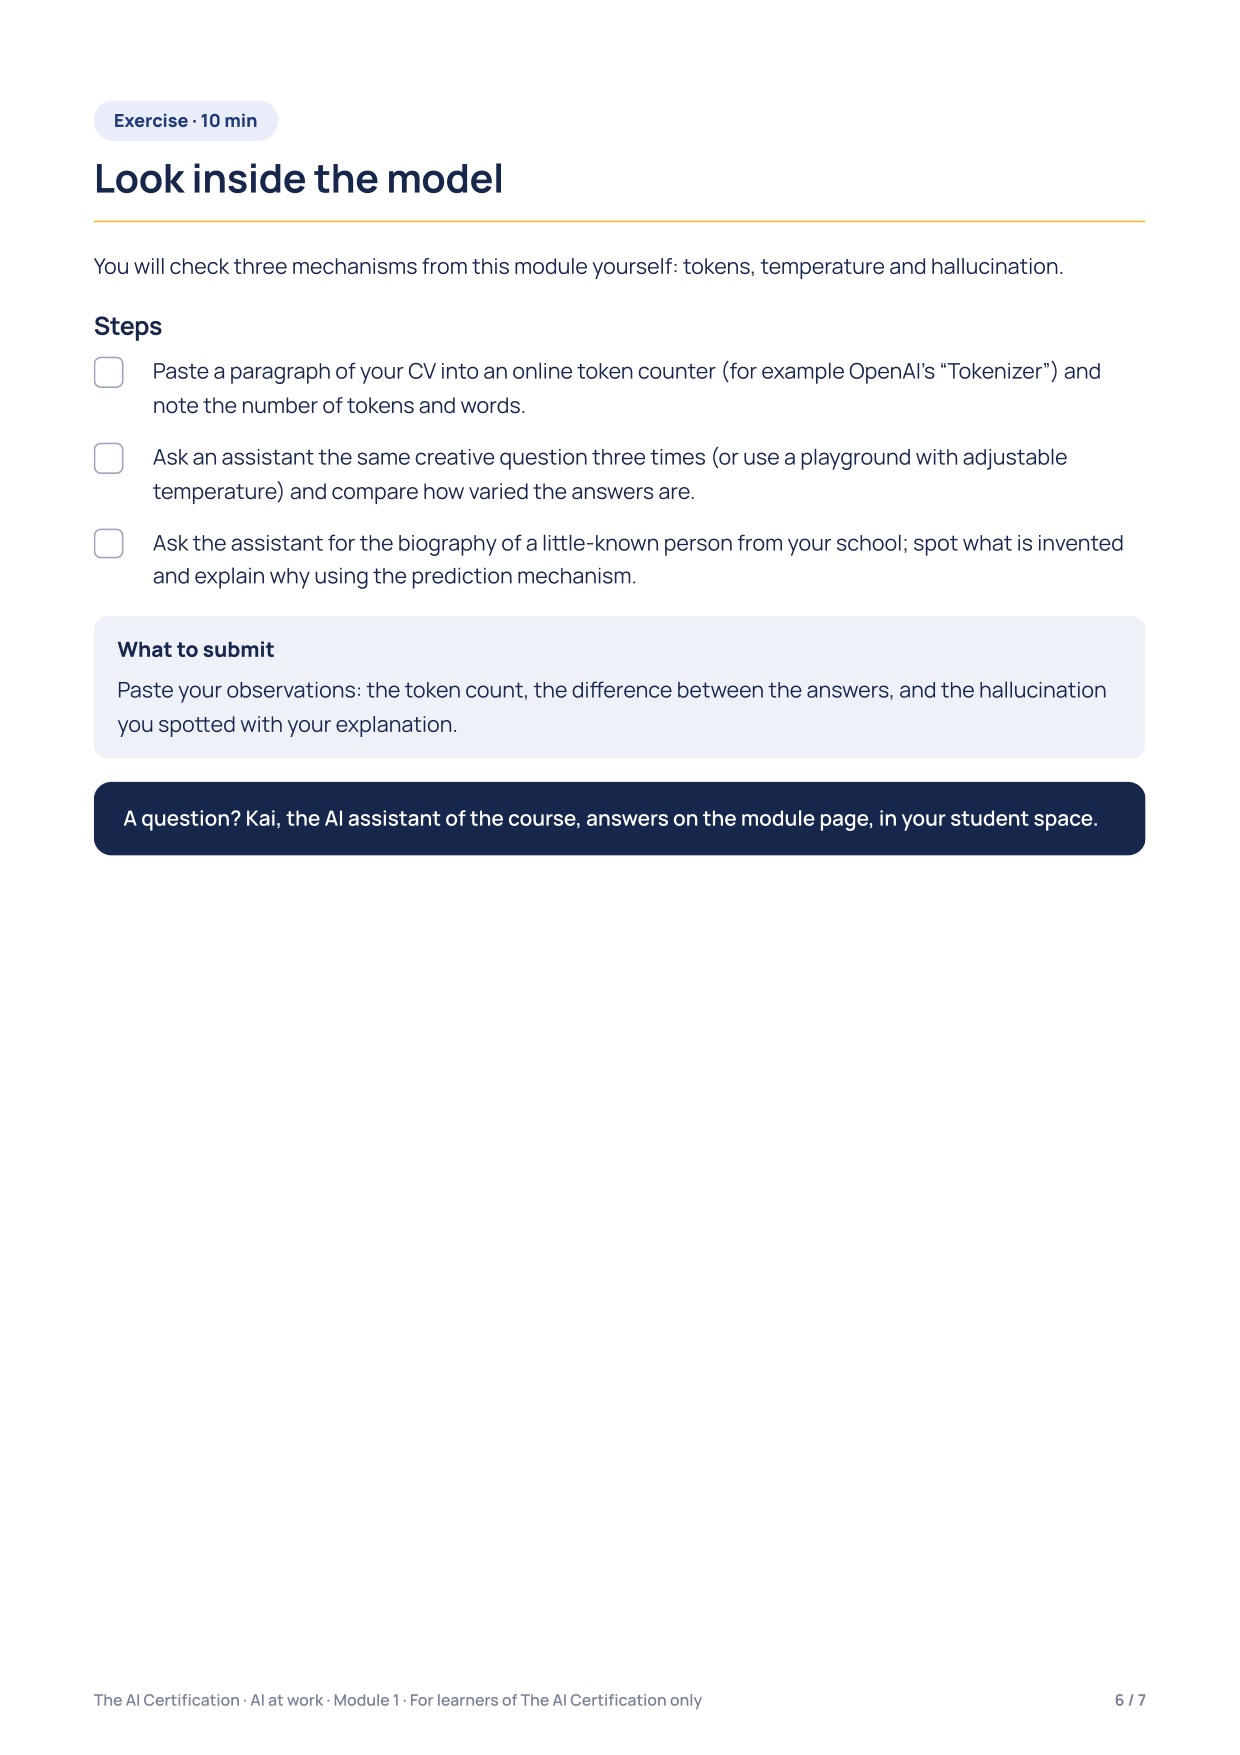 Exercise · 10 min
Look inside the model
You will check three mechanisms from this module yourself: tokens, temperature and hallucination.
Steps
Paste a paragraph of your CV into an online token counter (for example OpenAI's “Tokenizer”) and
note the number of tokens and words.
Ask an assistant the same creative question three times (or use a playground with adjustable
temperature) and compare how varied the answers are.
Ask the assistant for the biography of a little-known person from your school; spot what is invented
and explain why using the prediction mechanism.
What to submit
Paste your observations: the token count, the difference between the answers, and the hallucination
you spotted with your explanation.
A question? Kai, the AI assistant of the course, answers on the module page, in your student space.
The AI Certification · AI at work · Module 1 · For learners of The AI Certification only
6 / 7